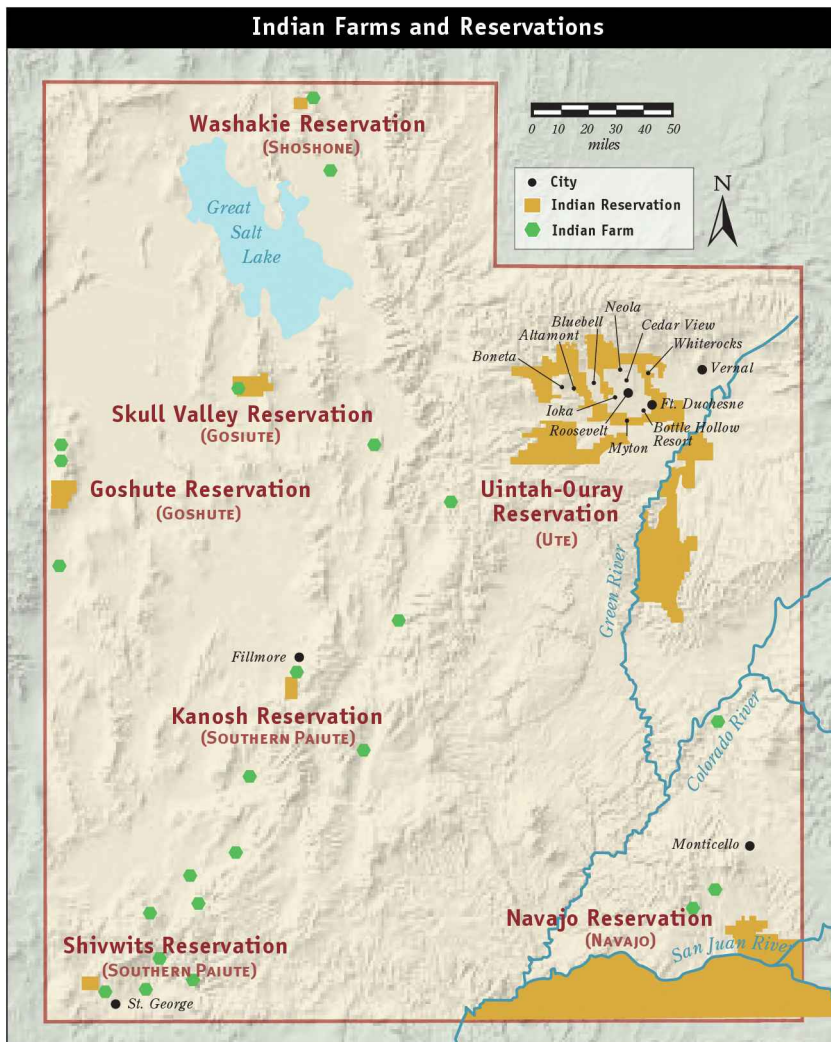 Indian Farms and Reservations
Washakie Reservation
(Shoshone)
0 10 20 30 40 50
miles
City
Indian Reservation
Indian Farm
N
Great
Salt
Lake
Neola
Bluebell
Cedar View
Altamont
Whiterocks
Boneta
Vernal
Ioka
Ft. Duchesne
Roosevelt
Bottle Hollow
Resort
Myton
Skull Valley Reservation
(Gosiute)
Goshute Reservation
(Goshute)
Uintah-Ouray
Reservation
(Ute)
Green River
Fillmore
Kanosh Reservation
(Southern Paiute)
Colorado River
Monticello
Navajo Reservation
(Navajo)
San Juan River
Shivwits Reservation
(Southern Paiute)
St. George